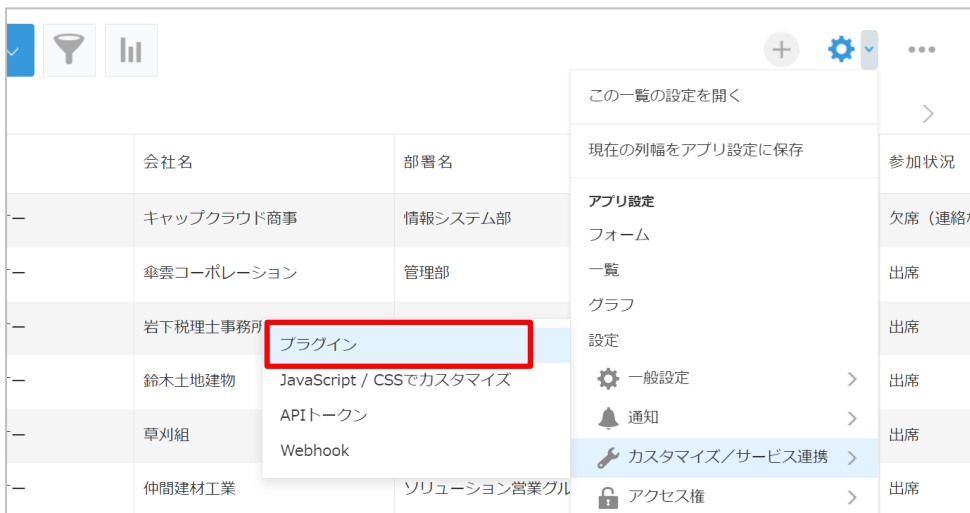 この一覧の設定を開く
現在の列幅をアプリ設定に保存
会社名 部署名 参加状況
アプリ設定
キャップクラウド商事 情報システム部 欠席（連絡
フォーム
傘雲コーポレーション 管理部 一覧 出席
グラフ
岩下税理士事務所 出席
プラグイン 設定
鈴木土地建物 JavaScript / CSSでカスタマイズ 一般設定 出席
APIトークン 通知
草刈組 出席
Webhook カスタマイズ／サービス連携
仲間建材工業 ソリューション営業グル アクセス権 出席